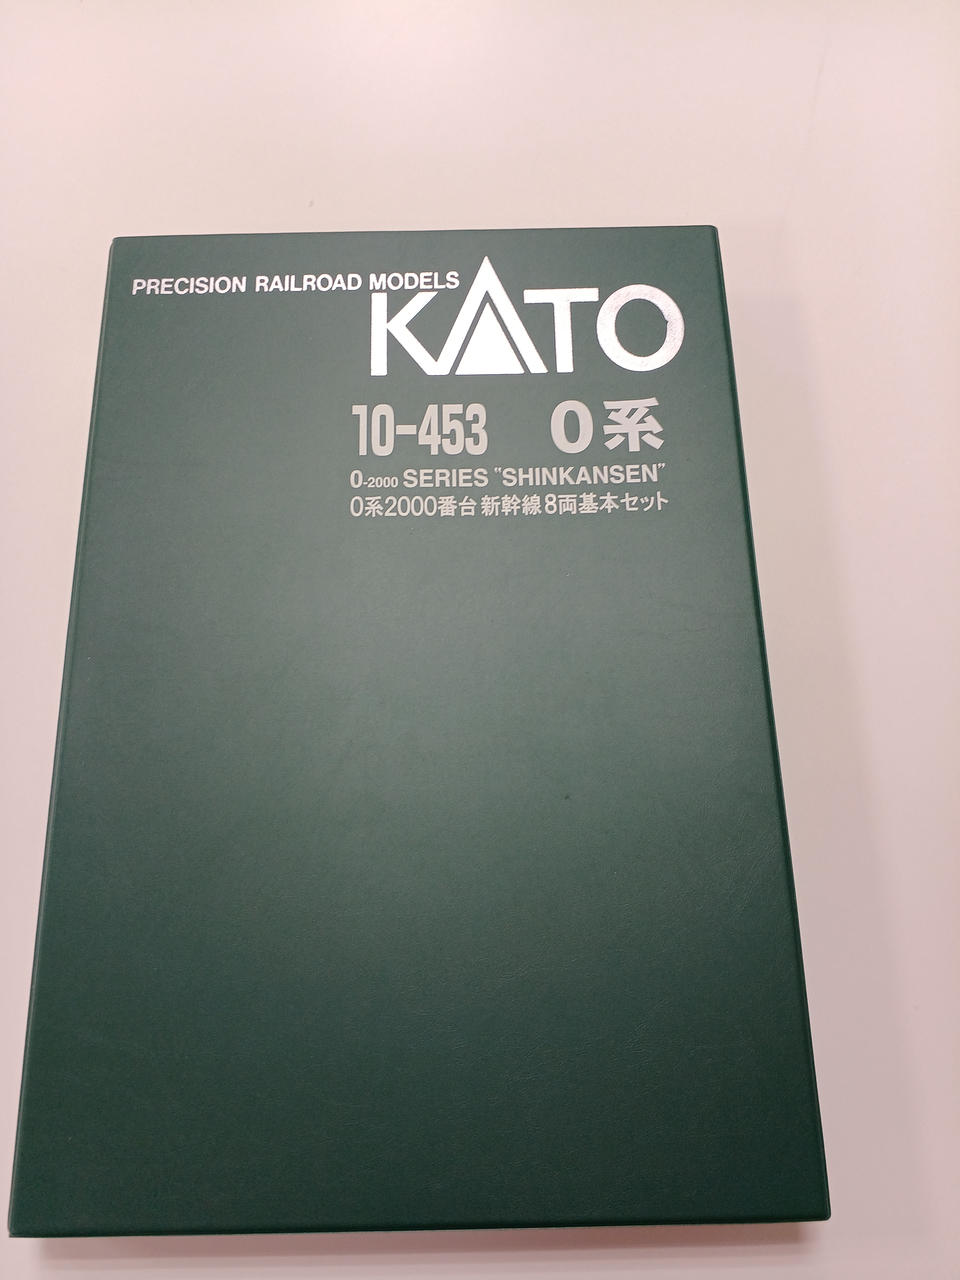 PRECISION RAILROAD MODELS
KATO
10-453 0系
0-2000 SERIES "SHINKANSEN"
0系2000番台 新幹線8両基本セット